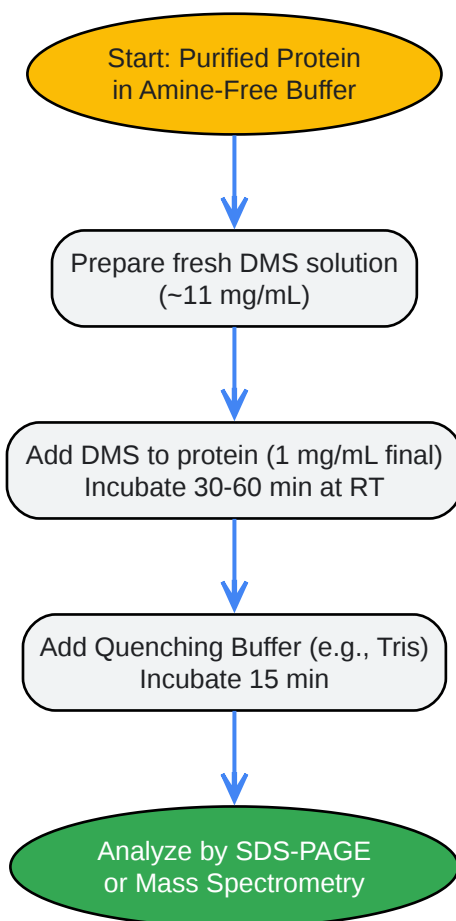 Start: Purified Protein
in Amine-Free Buffer
Prepare fresh DMS solution
(~11 mg/mL)
Add DMS to protein (1 mg/mL final)
Incubate 30-60 min at RT
Add Quenching Buffer (e.g., Tris)
Incubate 15 min
Analyze by SDS-PAGE
or Mass Spectrometry